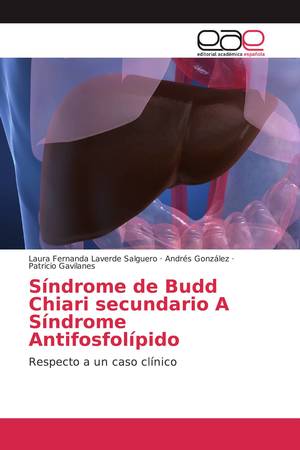 eae
editorial académica española
Laura Fernanda Laverde Salguero · Andrés González ·
Patricio Gavilanes
Síndrome de Budd
Chiari secundario A
Síndrome
Antifosfolípido
Respecto a un caso clínico